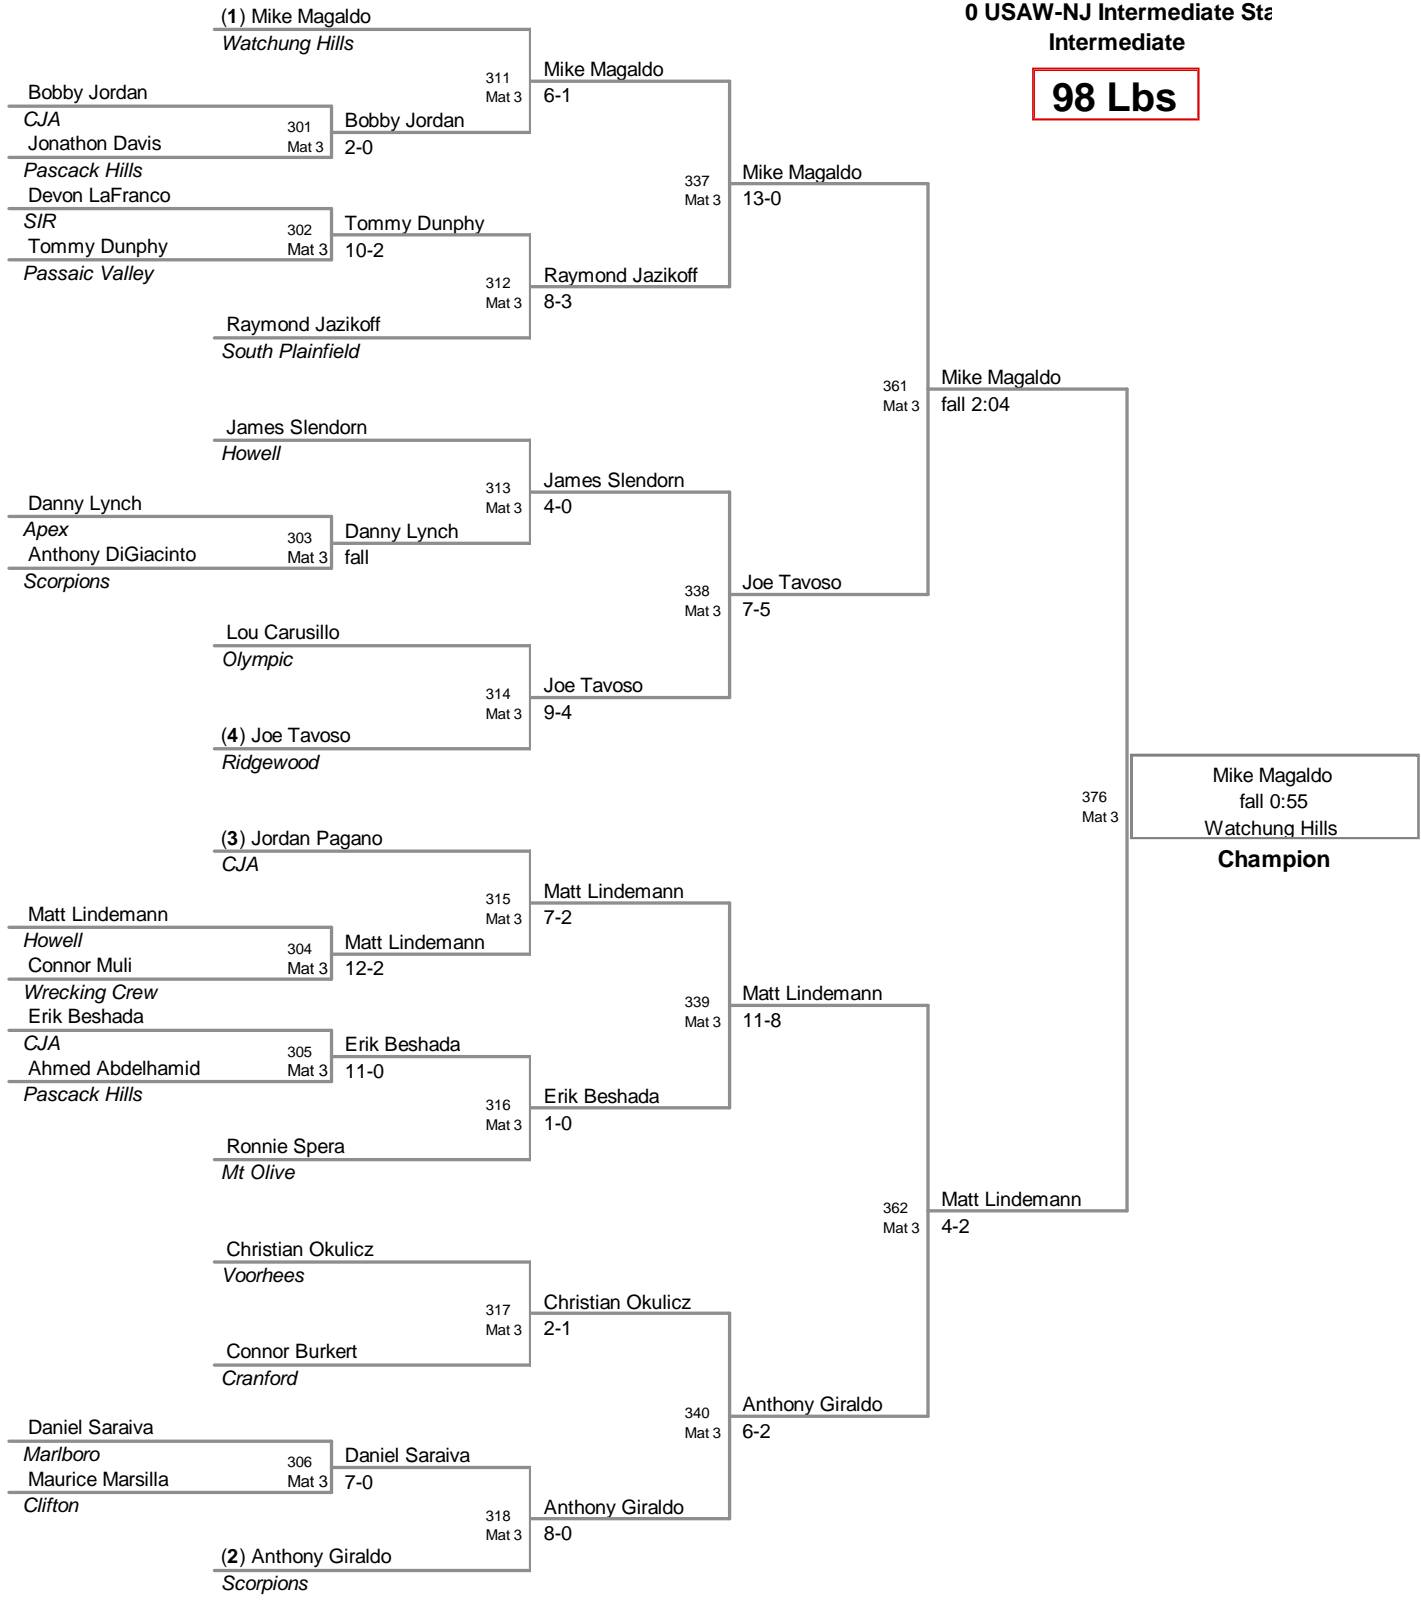 0 USAW-NJ Intermediate Sta
Intermediate
98 Lbs
(1) Mike Magaldo
Watchung Hills
311
Mat 3
Mike Magaldo
6-1
Bobby Jordan
CJA
301
Mat 3
Bobby Jordan
2-0
Jonathon Davis
Pascack Hills
337
Mat 3
Mike Magaldo
13-0
Devon LaFranco
SIR
302
Mat 3
Tommy Dunphy
10-2
Tommy Dunphy
Passaic Valley
312
Mat 3
Raymond Jazikoff
8-3
Raymond Jazikoff
South Plainfield
361
Mat 3
Mike Magaldo
fall 2:04
James Slendorn
Howell
313
Mat 3
James Slendorn
4-0
Danny Lynch
Apex
303
Mat 3
Danny Lynch
fall
Anthony DiGiacinto
Scorpions
338
Mat 3
Joe Tavoso
7-5
Lou Carusillo
Olympic
314
Mat 3
Joe Tavoso
9-4
(4) Joe Tavoso
Ridgewood
376
Mat 3
Mike Magaldo
fall 0:55
Watchung Hills
Champion
(3) Jordan Pagano
CJA
315
Mat 3
Matt Lindemann
7-2
Matt Lindemann
Howell
304
Mat 3
Matt Lindemann
12-2
Connor Muli
Wrecking Crew
339
Mat 3
Matt Lindemann
11-8
Erik Beshada
CJA
305
Mat 3
Erik Beshada
11-0
Ahmed Abdelhamid
Pascack Hills
316
Mat 3
Erik Beshada
1-0
Ronnie Spera
Mt Olive
362
Mat 3
Matt Lindemann
4-2
Christian Okulicz
Voorhees
317
Mat 3
Christian Okulicz
2-1
Connor Burkert
Cranford
340
Mat 3
Anthony Giraldo
6-2
Daniel Saraiva
Marlboro
306
Mat 3
Daniel Saraiva
7-0
Maurice Marsilla
Clifton
318
Mat 3
Anthony Giraldo
8-0
(2) Anthony Giraldo
Scorpions